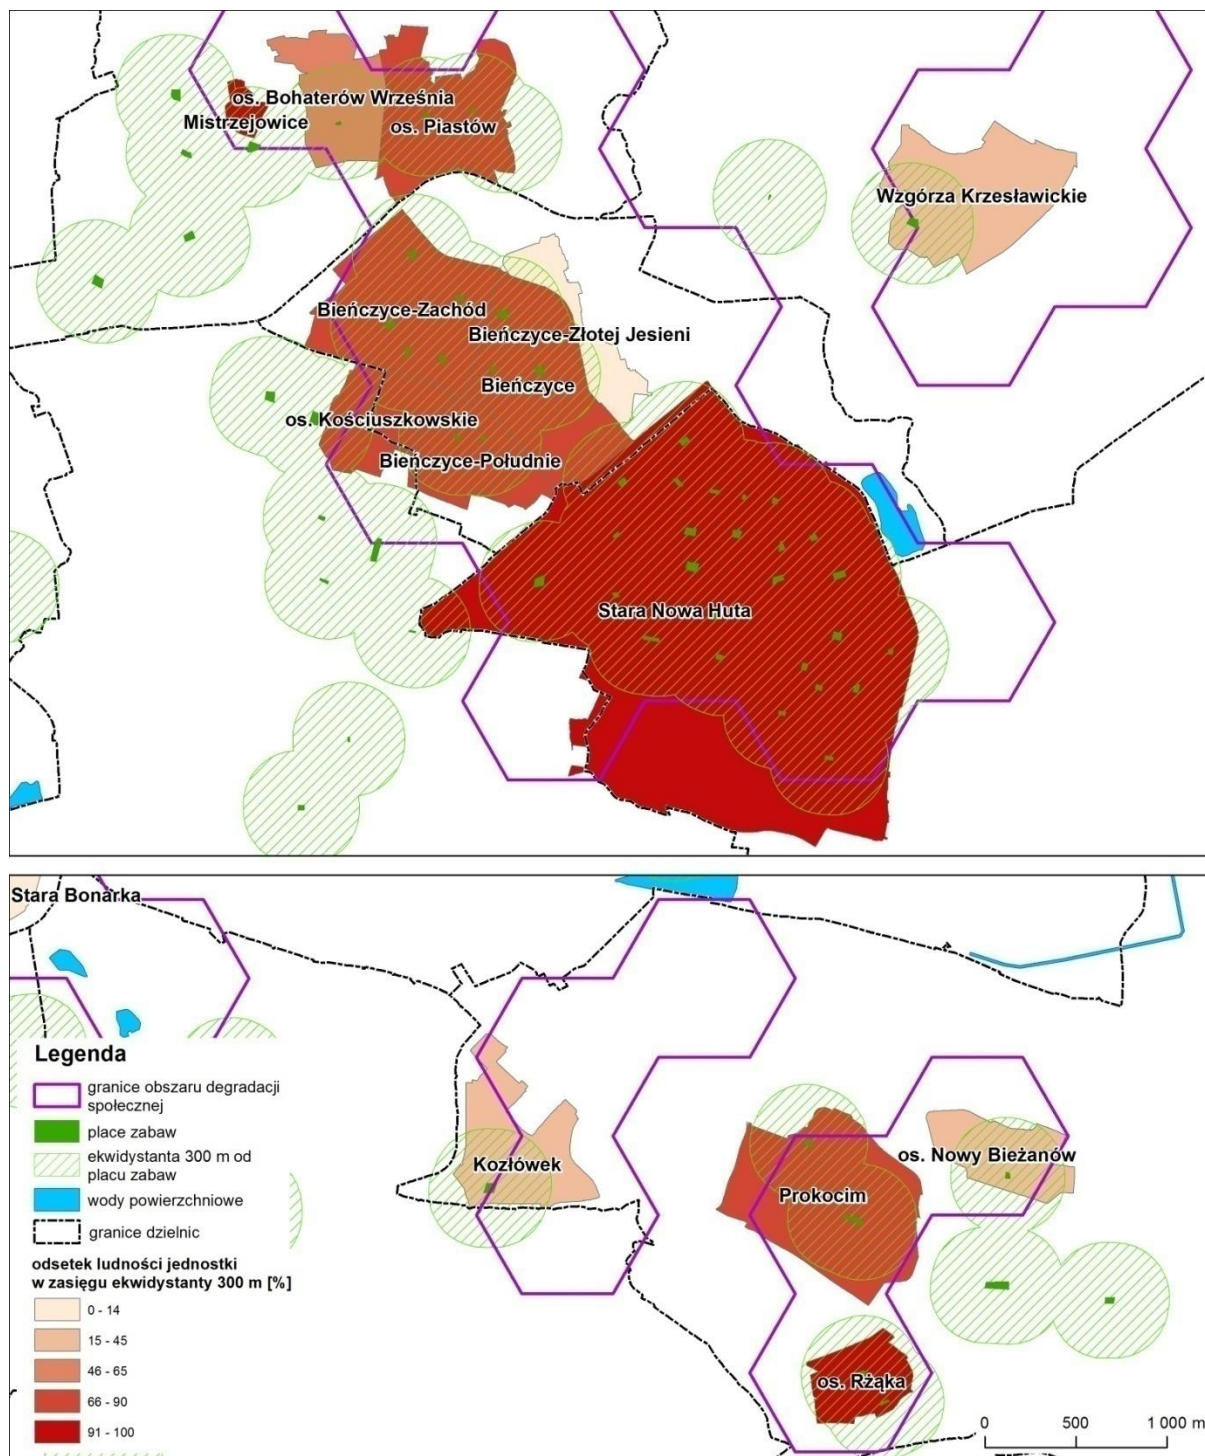 os. Bohaterów Września
Mistrzejowice
os. Piastów
Wzgórza Krzesławickie
Bieńczyce-Zachód
Bieńczyce-Złotej Jesieni
Bieńczyce
os. Kościuszkowskie
Bieńczyce-Południe
Stara Nowa Huta
Stara Bonarka
Kozłówek
os. Nowy Bieżanów
Prokocim
os. Rżąka
Legenda
granice obszaru degradacji
społecznej
place zabaw
ekwidystanta 300 m od
placu zabaw
wody powierzchniowe
granice dzielnic
odsetek ludności jednostki
w zasięgu ekwidystanty 300 m [%]
0 - 14
15 - 45
46 - 65
66 - 90
91 - 100
0 500 1 000 m